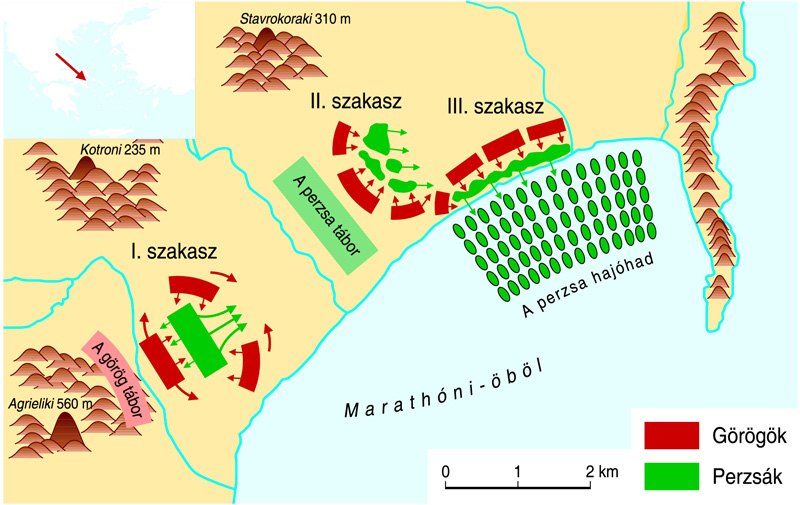 Stavrokoraki 310 m
II. szakasz
III. szakasz
Kotroni 235 m
A perzsa tábor
I. szakasz
A perzsa hajóhad
A görög tábor
Agrieliki 560 m
Marathóni-öböl
Görögök
Perzsák
0 1 2 km